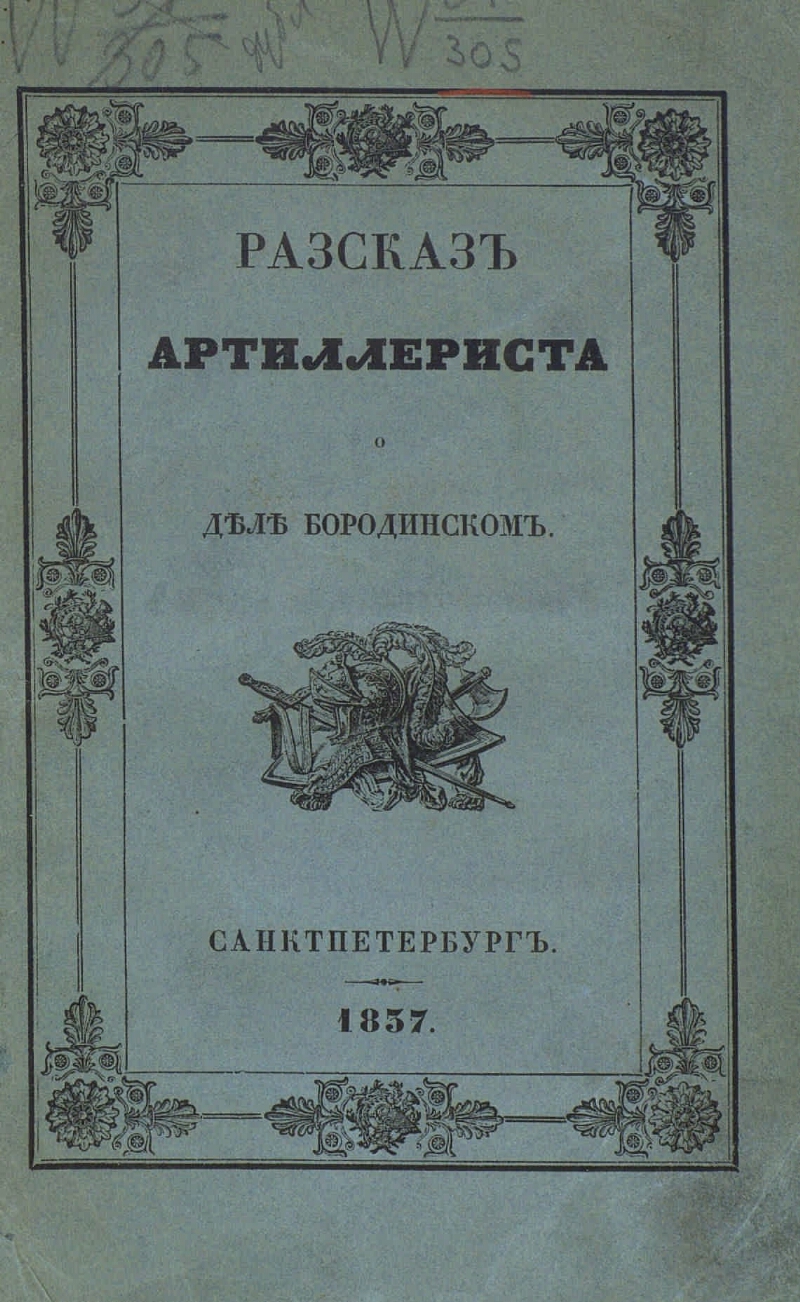 305
305
РАЗСКАЗЪ
АРТИЛЛЕРИСТА
О
ДѢЛѢ БОРОДИНСКОМЪ.
САНКТПЕТЕРБУРГЪ.
1837.